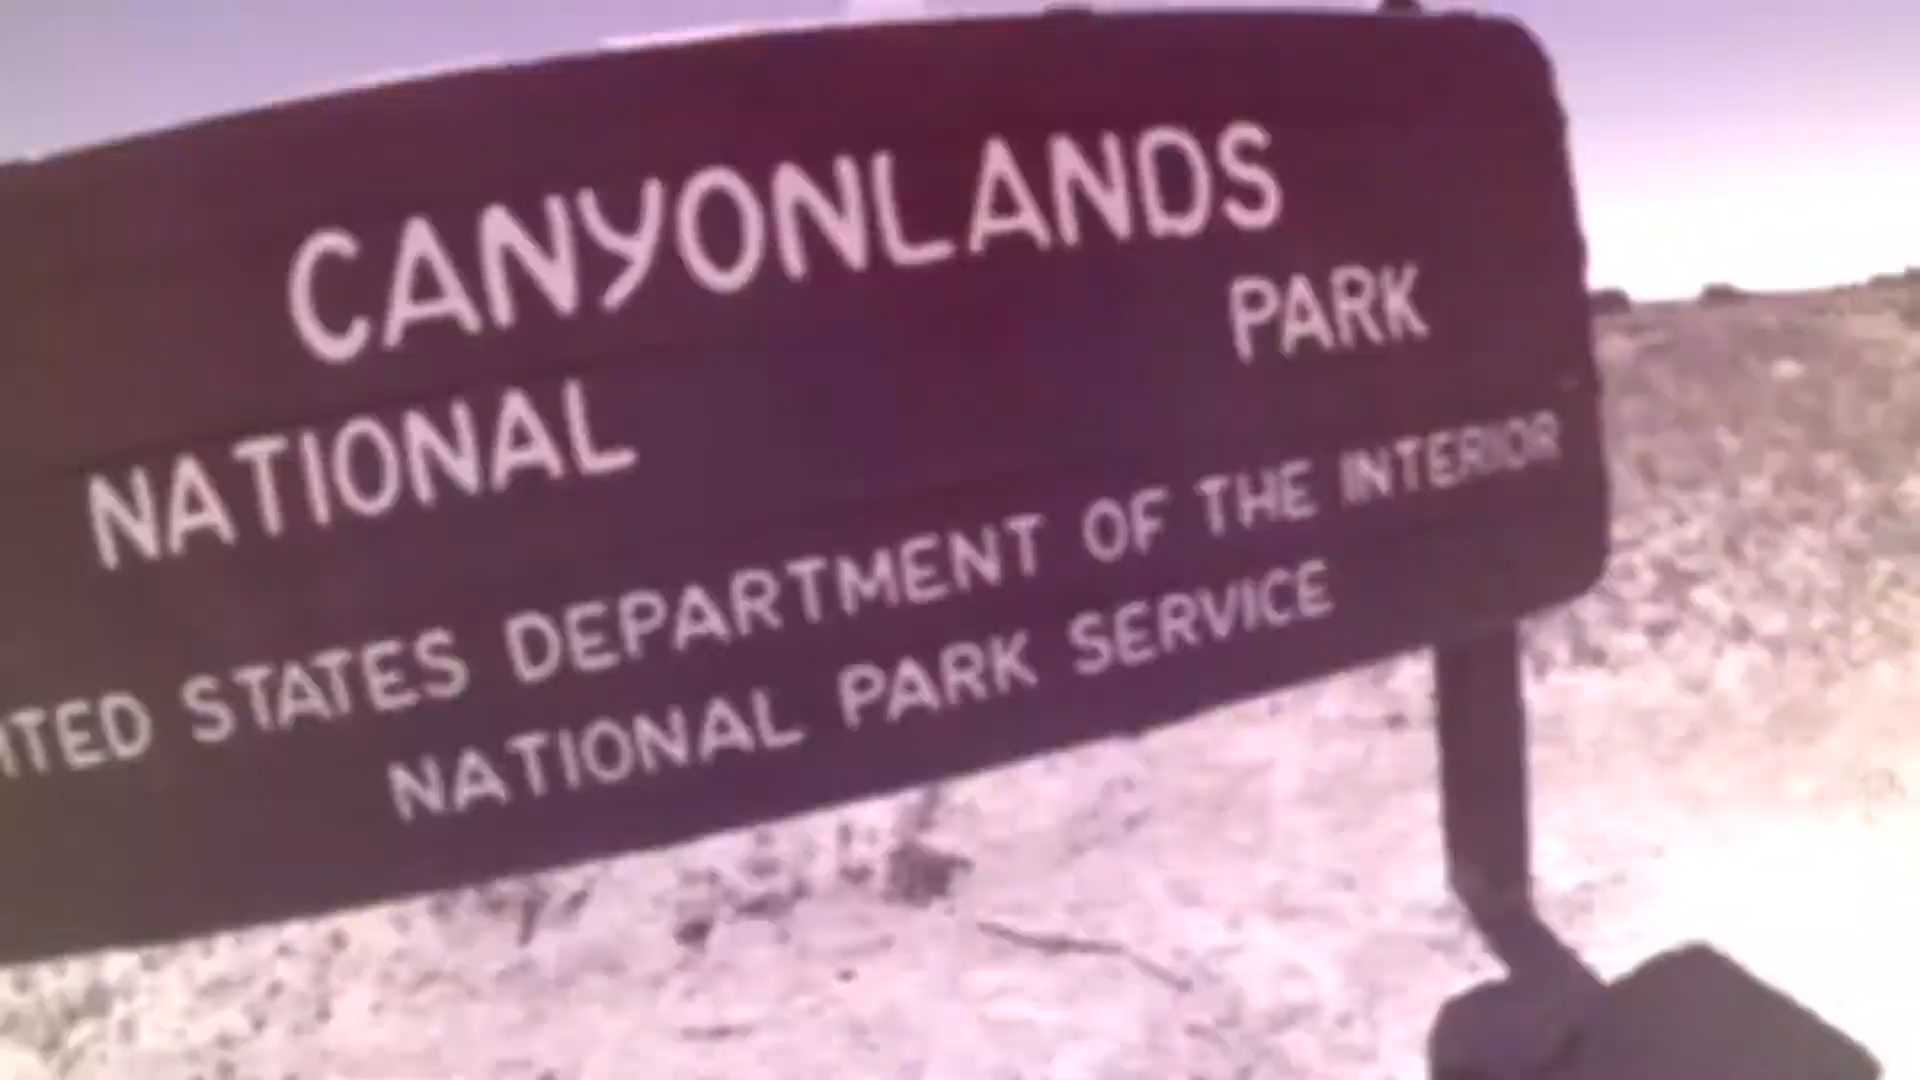 CANYONLANDS
NATIONAL PARK
ITED STATES DEPARTMENT OF THE INTERIOR
NATIONAL PARK SERVICE